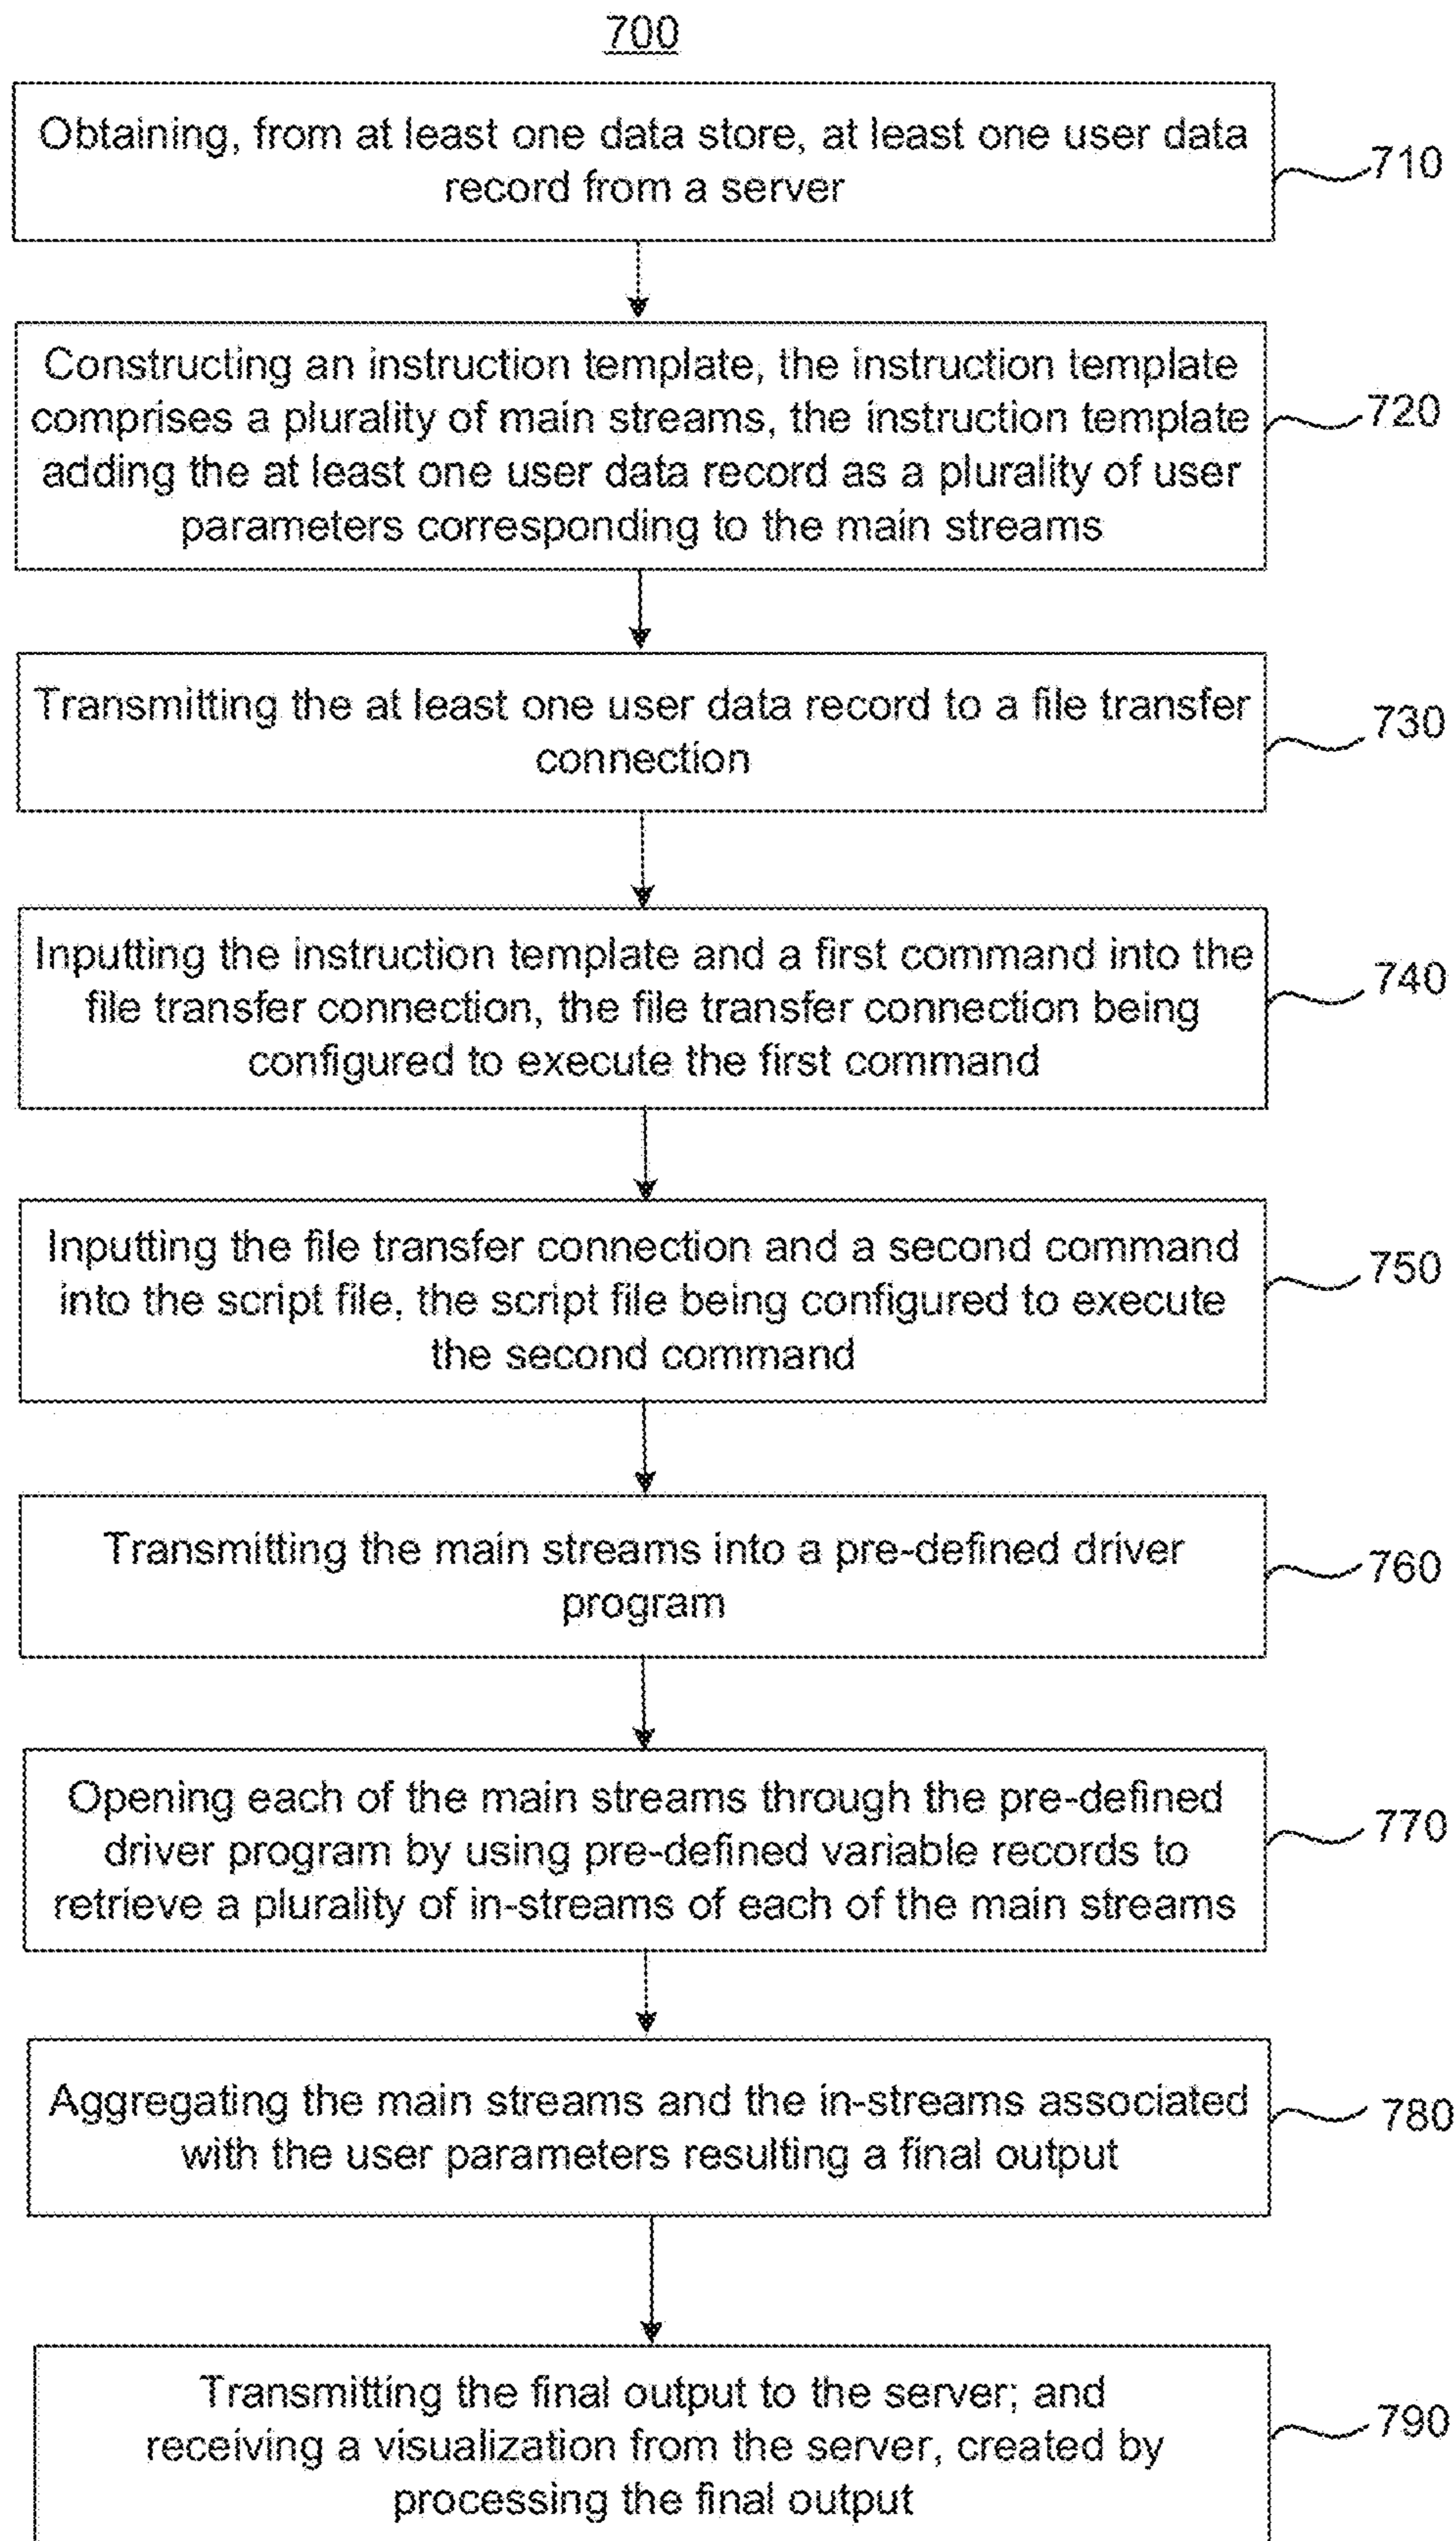 700
Obtaining, from at least one data store, at least one user data
record from a server
710
Constructing an instruction template, the instruction template
comprises a plurality of main streams, the instruction template
adding the at least one user data record as a plurality of user
parameters corresponding to the main streams
720
Transmitting the at least one user data record to a file transfer
connection
730
Inputting the instruction template and a first command into the
file transfer connection, the file transfer connection being
configured to execute the first command
740
Inputting the file transfer connection and a second command
into the script file, the script file being configured to execute
the second command
750
Transmitting the main streams into a pre-defined driver
program
760
Opening each of the main streams through the pre-defined
driver program by using pre-defined variable records to
retrieve a plurality of in-streams of each of the main streams
770
Aggregating the main streams and the in-streams associated
with the user parameters resulting a final output
780
Transmitting the final output to the server; and
receiving a visualization from the server, created by
processing the final output
790